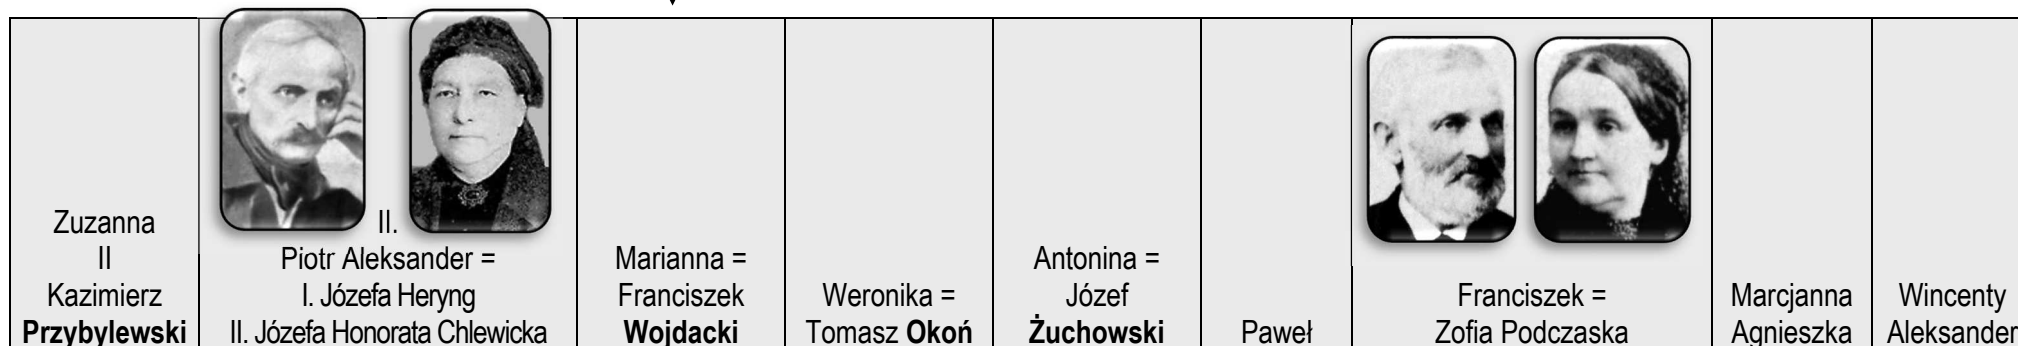 Zuzanna
II
Kazimierz
Przybylewski
II.
Piotr Aleksander =
I. Józefa Heryng
II. Józefa Honorata Chlewicka
Marianna =
Franciszek
Wojdacki
Weronika =
Tomasz Okoń
Antonina =
Józef
Żuchowski
Paweł
Franciszek =
Zofia Podczaska
Marcjanna
Agnieszka
Wincenty
Aleksander